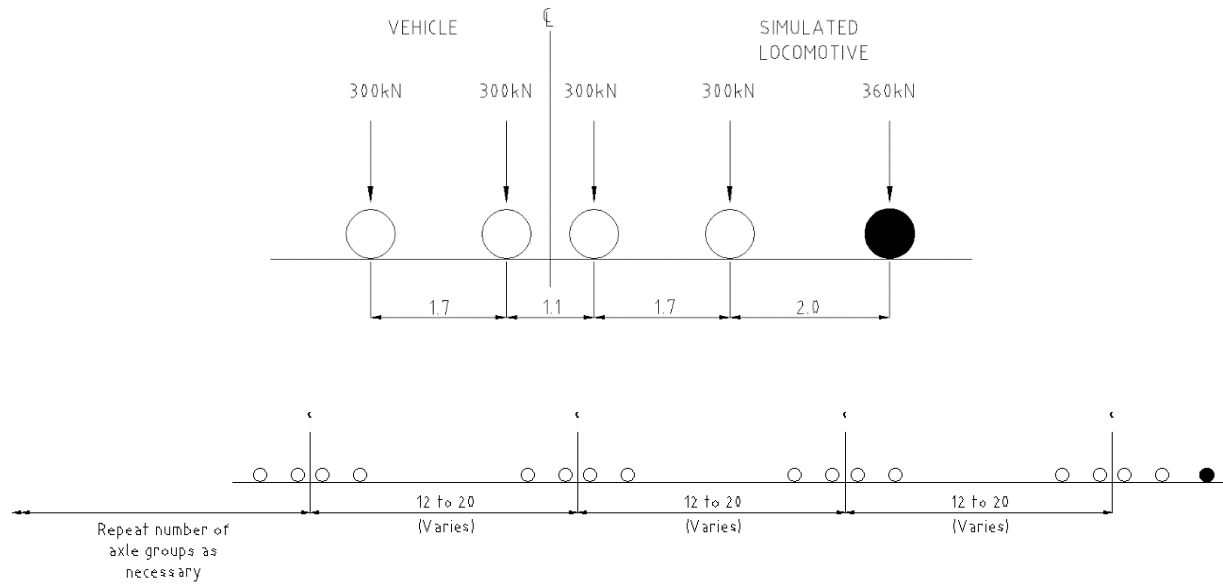 VEHICLE
℄
SIMULATED
LOCOMOTIVE
300kN 300kN 300kN 300kN 360kN
1.7 1.1 1.7 2.0
12 to 20 12 to 20 12 to 20
(Varies) (Varies) (Varies)
Repeat number of
axle groups as
necessary